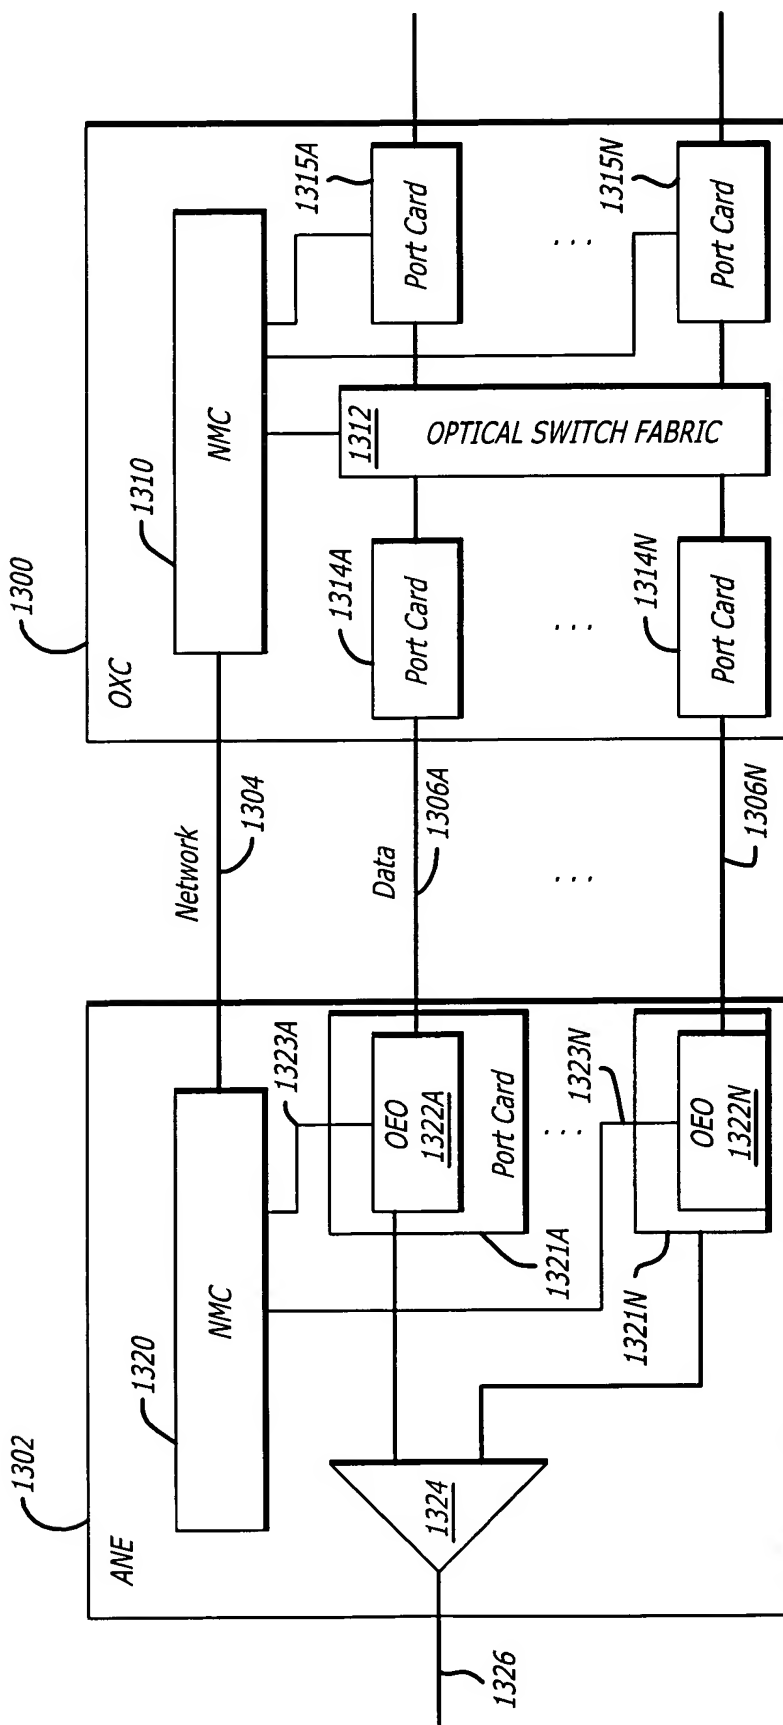 1302
ANE
1320
NMC
1323A
OEO
1322A
Port Card
1321A
. . .
1323N
OEO
1322N
1321N
1324
1326
Network
1304
Data
1306A
. . .
1306N
1300
OXC
1310
NMC
1314A
Port Card
. . .
1314N
Port Card
1312
OPTICAL SWITCH FABRIC
1315A
Port Card
. . .
1315N
Port Card